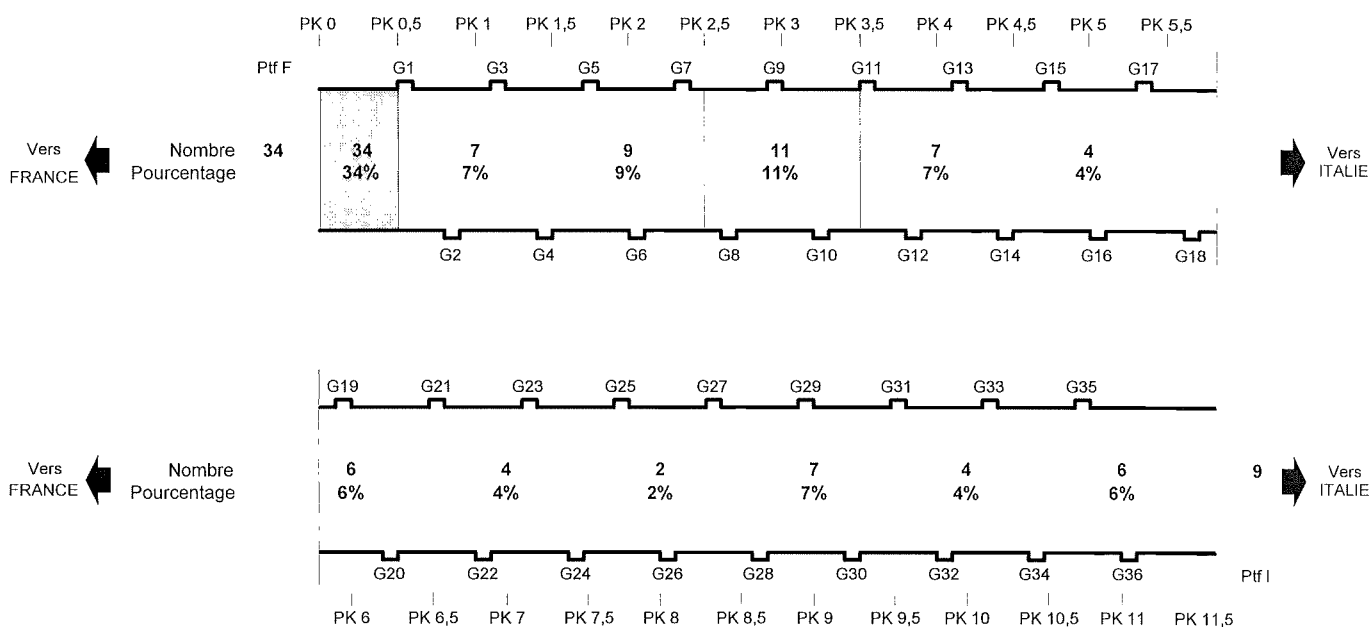 PK 0 PK 0,5 PK 1 PK 1,5 PK 2 PK 2,5 PK 3 PK 3,5 PK 4 PK 4,5 PK 5 PK 5,5
Ptf F G1 G3 G5 G7 G9 G11 G13 G15 G17
Vers Nombre 34 34 7 9 11 7 4 Vers
FRANCE Pourcentage 34% 7% 9% 11% 7% 4% ITALIE
G2 G4 G6 G8 G10 G12 G14 G16 G18
G19 G21 G23 G25 G27 G29 G31 G33 G35
Vers Nombre 6 4 2 7 4 6 9 Vers
FRANCE Pourcentage 6% 4% 2% 7% 4% 6% ITALIE
G20 G22 G24 G26 G28 G30 G32 G34 G36 Ptf I
PK 6 PK 6,5 PK 7 PK 7,5 PK 8 PK 8,5 PK 9 PK 9,5 PK 10 PK 10,5 PK 11 PK 11,5